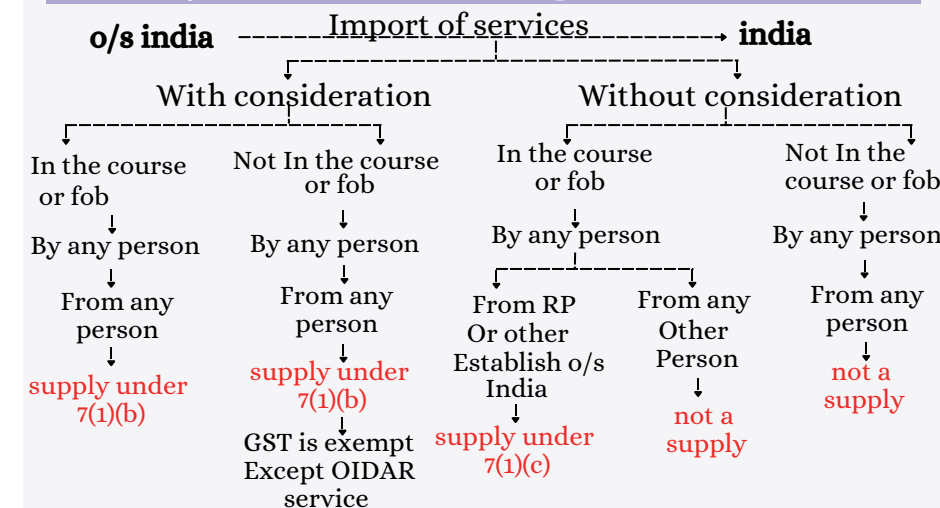 Import of services
o/s india
india
With consideration
Without consideration
In the course
or fob
By any person
From any
person
supply under
7(1)(b)
Not In the course
or fob
By any person
From any
person
supply under
7(1)(b)
GST is exempt
Except OIDAR
service
In the course
or fob
By any person
From RP
Or other
Establish o/s
India
supply under
7(1)(c)
From any
Other
Person
not a
supply
Not In the
course or fob
By any person
From any
person
not a
supply